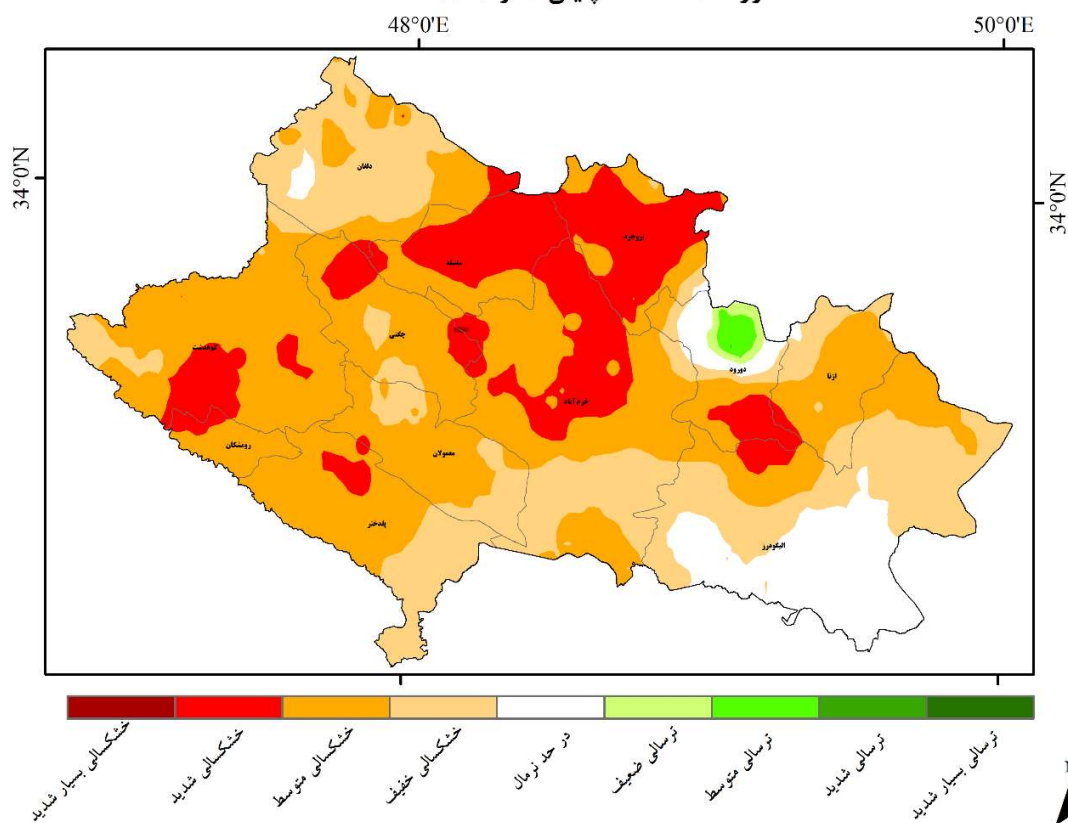 48°0'E
50°0'E
34°0'N
34°0'N
دلفان
بروجرد
سلسله
چگنی
کوهدشت
دورود
ازنا
خرم‌آباد
رومشکان
معمولان
پلدختر
الیگودرز
خشکسالی بسیار شدید
خشکسالی شدید
خشکسالی متوسط
خشکسالی خفیف
در حد نرمال
ترسالی ضعیف
ترسالی متوسط
ترسالی شدید
ترسالی بسیار شدید